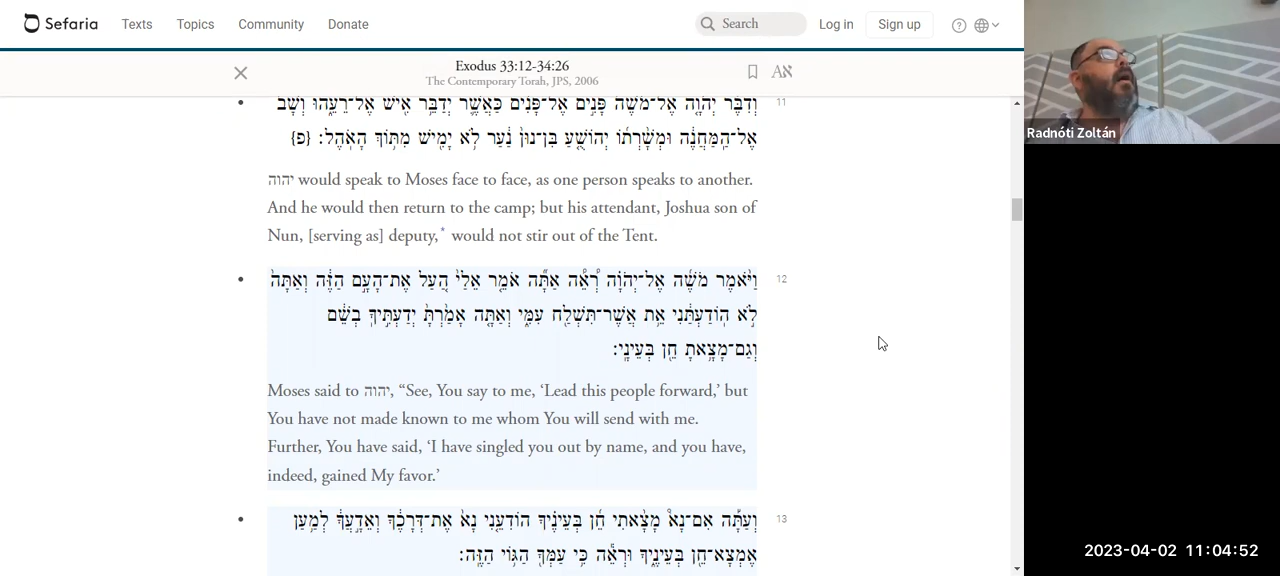 Sefaria Texts Topics Community Donate Search Log in Sign up
Exodus 33:12-34:26
The Contemporary Torah, JPS, 2006
11
וְדִבֶּ֨ר יְהֹוָ֤ה אֶל־מֹשֶׁה֙ פָּנִ֣ים אֶל־פָּנִ֔ים כַּאֲשֶׁ֛ר יְדַבֵּ֥ר אִ֖ישׁ אֶל־רֵעֵ֑הוּ וְשָׁב֙
אֶל־הַֽמַּחֲנֶ֔ה וּמְשָׁ֨רְת֜וֹ יְהוֹשֻׁ֤עַ בִּן־נוּן֙ נַ֔עַר לֹ֥א יָמִ֖ישׁ מִתּ֥וֹךְ הָאֹֽהֶל׃ {פ}
יהוה would speak to Moses face to face, as one person speaks to another.
And he would then return to the camp; but his attendant, Joshua son of
Nun, [serving as] deputy,* would not stir out of the Tent.
12
וַיֹּ֨אמֶר מֹשֶׁ֜ה אֶל־יְהֹוָ֗ה רְ֠אֵ֠ה אַתָּ֞ה אֹמֵ֤ר אֵלַי֙ הַ֚עַל אֶת־הָעָ֣ם הַזֶּ֔ה וְאַתָּה֙
לֹ֣א הֽוֹדַעְתַּ֔נִי אֵ֥ת אֲשֶׁר־תִּשְׁלַ֖ח עִמִּ֑י וְאַתָּ֤ה אָמַ֙רְתָּ֙ יְדַעְתִּ֣יךָֽ בְשֵׁ֔ם
וְגַם־מָצָ֥אתָ חֵ֖ן בְּעֵינָֽי׃
Moses said to יהוה, “See, You say to me, ‘Lead this people forward,’ but
You have not made known to me whom You will send with me.
Further, You have said, ‘I have singled you out by name, and you have,
indeed, gained My favor.’
13
וְעַתָּ֡ה אִם־נָא֩ מָצָ֨אתִי חֵ֜ן בְּעֵינֶ֗יךָ הוֹדִעֵ֤נִי נָא֙ אֶת־דְּרָכֶ֔ךָ וְאֵדָ֣עֲךָ֔ לְמַ֥עַן
אֶמְצָא־חֵ֖ן בְּעֵינֶ֑יךָ וּרְאֵ֕ה כִּ֥י עַמְּךָ֖ הַגּ֥וֹי הַזֶּֽה׃
Radnóti Zoltán
2023-04-02 11:04:52